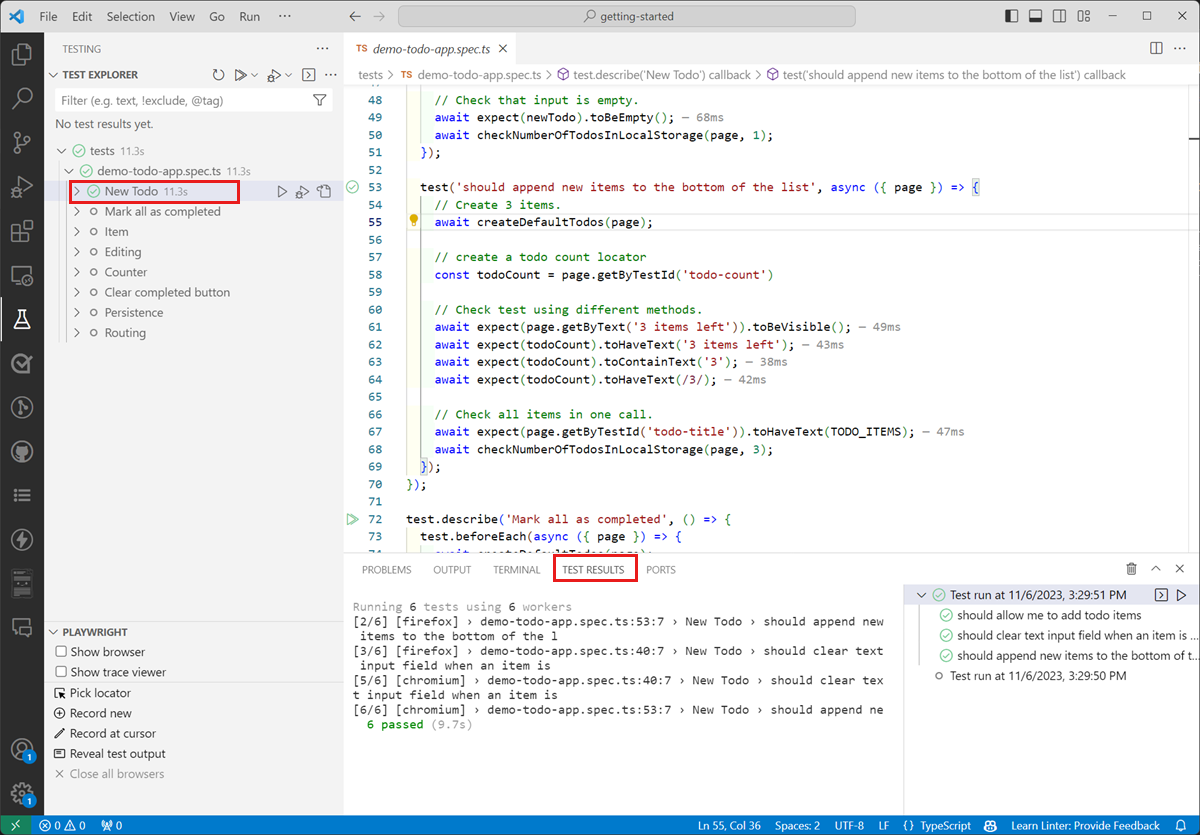 File Edit Selection View Go Run ··· getting-started
TESTING
TEST EXPLORER
Filter (e.g. text, !exclude, @tag)
No test results yet.
tests 11.3s
demo-todo-app.spec.ts 11.3s
New Todo 11.3s
Mark all as completed
Item
Editing
Counter
Clear completed button
Persistence
Routing
PLAYWRIGHT
Show browser
Show trace viewer
Pick locator
Record new
Record at cursor
Reveal test output
Close all browsers
TS demo-todo-app.spec.ts
tests > TS demo-todo-app.spec.ts > test.describe('New Todo') callback > test('should append new items to the bottom of the list') callback
48 // Check that input is empty.
49 await expect(newTodo).toBeEmpty(); — 68ms
50 await checkNumberOfTodosInLocalStorage(page, 1);
51 });
52
53 test('should append new items to the bottom of the list', async ({ page }) => {
54 // Create 3 items.
55 await createDefaultTodos(page);
56
57 // create a todo count locator
58 const todoCount = page.getByTestId('todo-count')
59
60 // Check test using different methods.
61 await expect(page.getByText('3 items left')).toBeVisible(); — 49ms
62 await expect(todoCount).toHaveText('3 items left'); — 43ms
63 await expect(todoCount).toContainText('3'); — 38ms
64 await expect(todoCount).toHaveText(/3/); — 42ms
65
66 // Check all items in one call.
67 await expect(page.getByTestId('todo-title')).toHaveText(TODO_ITEMS); — 47ms
68 await checkNumberOfTodosInLocalStorage(page, 3);
69 });
70 });
71
72 test.describe('Mark all as completed', () => {
73 test.beforeEach(async ({ page }) => {
PROBLEMS OUTPUT TERMINAL TEST RESULTS PORTS
Running 6 tests using 6 workers
[2/6] [firefox] › demo-todo-app.spec.ts:53:7 › New Todo › should append new
items to the bottom of the l
[3/6] [firefox] › demo-todo-app.spec.ts:40:7 › New Todo › should clear text
input field when an item is
[5/6] [chromium] › demo-todo-app.spec.ts:40:7 › New Todo › should clear tex
t input field when an item is
[6/6] [chromium] › demo-todo-app.spec.ts:53:7 › New Todo › should append ne
6 passed (9.7s)
Test run at 11/6/2023, 3:29:51 PM
should allow me to add todo items
should clear text input field when an item is ...
should append new items to the bottom of t...
Test run at 11/6/2023, 3:29:50 PM
1
1
0 0 0 Ln 55, Col 36 Spaces: 2 UTF-8 LF {} TypeScript Learn Linter: Provide Feedback